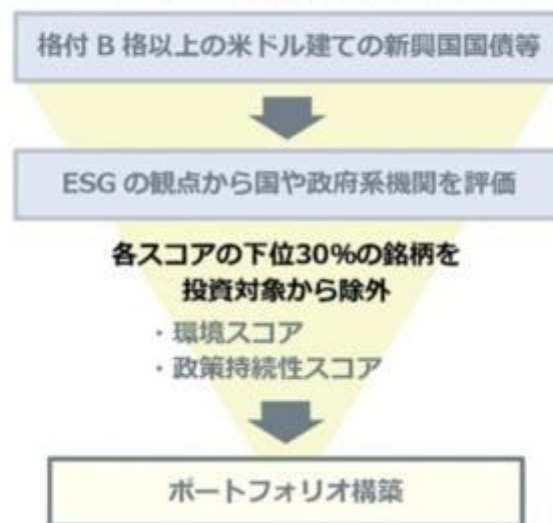 格付 B 格以上の米ドル建ての新興国国債等
ESG の観点から国や政府系機関を評価
各スコアの下位30%の銘柄を
投資対象から除外
・環境スコア
・政策持続性スコア
ポートフォリオ構築